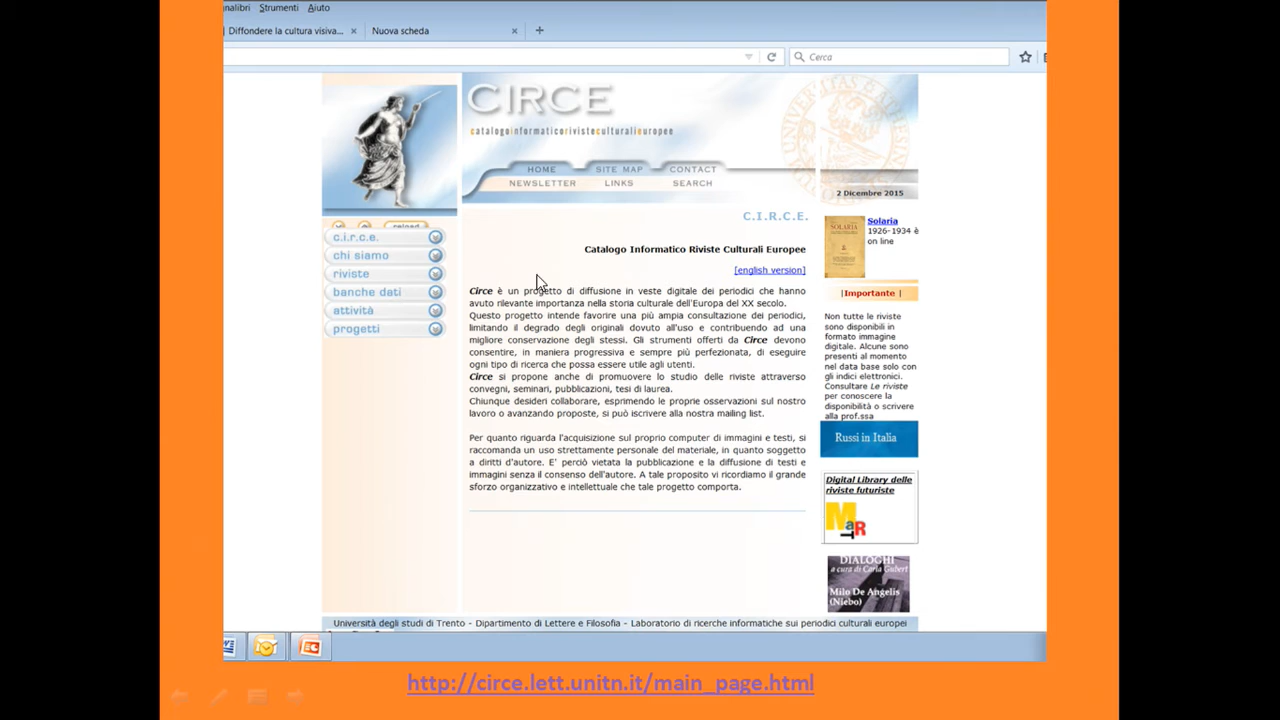 gnalibri Strumenti Aiuto
Diffondere la cultura visiva... × Nuova scheda × +
Cerca
CIRCE
catalogoinformaticorivisteculturalieuropee
HOME SITE MAP CONTACT
NEWSLETTER LINKS SEARCH
reload
c.i.r.c.e.
chi siamo
riviste
banche dati
attività
progetti
C.I.R.C.E.
Catalogo Informatico Riviste Culturali Europee
[english version]
Circe è un progetto di diffusione in veste digitale dei periodici che hanno
avuto rilevante importanza nella storia culturale dell'Europa del XX secolo.
Questo progetto intende favorire una più ampia consultazione dei periodici,
limitando il degrado degli originali dovuto all'uso e contribuendo ad una
migliore conservazione degli stessi. Gli strumenti offerti da Circe devono
consentire, in maniera progressiva e sempre più perfezionata, di eseguire
ogni tipo di ricerca che possa essere utile agli utenti.
Circe si propone anche di promuovere lo studio delle riviste attraverso
convegni, seminari, pubblicazioni, tesi di laurea.
Chiunque desideri collaborare, esprimendo le proprie osservazioni sul nostro
lavoro o avanzando proposte, si può iscrivere alla nostra mailing list.
Per quanto riguarda l'acquisizione sul proprio computer di immagini e testi, si
raccomanda un uso strettamente personale del materiale, in quanto soggetto
a diritti d'autore. E' perciò vietata la pubblicazione e la diffusione di testi e
immagini senza il consenso dell'autore. A tale proposito vi ricordiamo il grande
sforzo organizzativo e intellettuale che tale progetto comporta.
2 Dicembre 2015
SOLARIA
Solaria
1926-1934 è
on line
|Importante |
Non tutte le riviste
sono disponibili in
formato immagine
digitale. Alcune sono
presenti al momento
nel data base solo con
gli indici elettronici.
Consultare Le riviste
per conoscere la
disponibilità o scrivere
alla prof.ssa
Russi in Italia
Digital Library delle
riviste futuriste
MaRT
DIALOGHI
a cura di Carla Gubert
Milo De Angelis
(Niebo)
Università degli studi di Trento - Dipartimento di Lettere e Filosofia - Laboratorio di ricerche informatiche sui periodici culturali europei
http://circe.lett.unitn.it/main_page.html